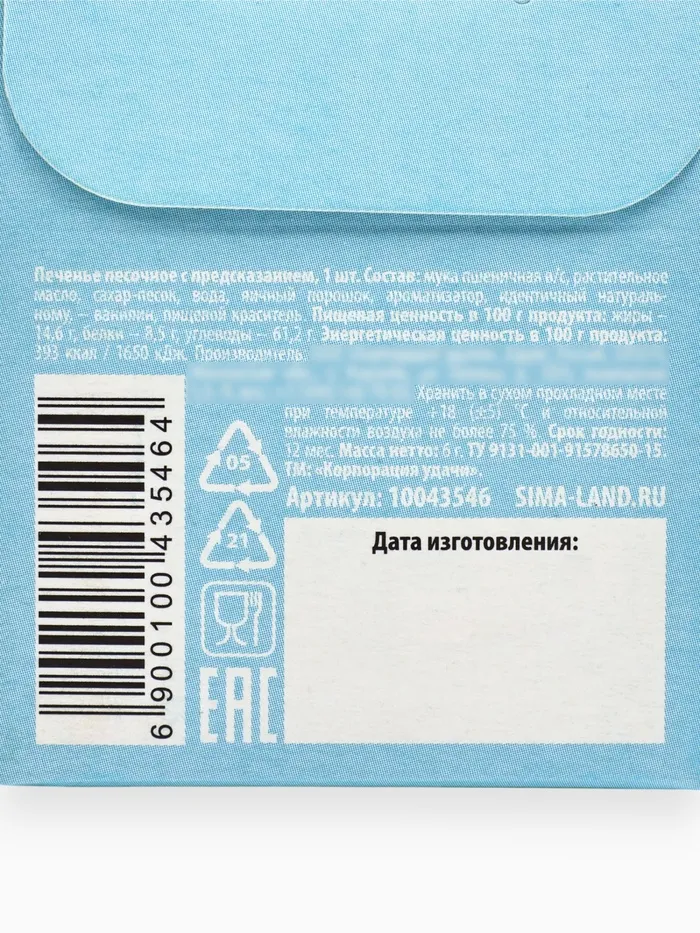 Печенье песочное с предсказанием, 1 шт. Состав: мука пшеничная в/с, растительное
масло, сахар-песок, вода, яичный порошок, ароматизатор, идентичный натураль-
ному, – ванилин, пищевой краситель. Пищевая ценность в 100 г продукта: жиры –
14,6 г, белки – 8,5 г, углеводы – 61,2 г. Энергетическая ценность в 100 г продукта:
393 ккал / 1650 кДж. Производитель:
Хранить в сухом прохладном месте
при температуре +18 (±5) °C и относительной
влажности воздуха не более 75 %. Срок годности:
12 мес. Масса нетто: 6 г. ТУ 9131-001-91578650-15.
ТМ: «Корпорация удачи».
Артикул: 10043546 SIMA-LAND.RU
Дата изготовления:
05
21
EAC
6 900100 435464